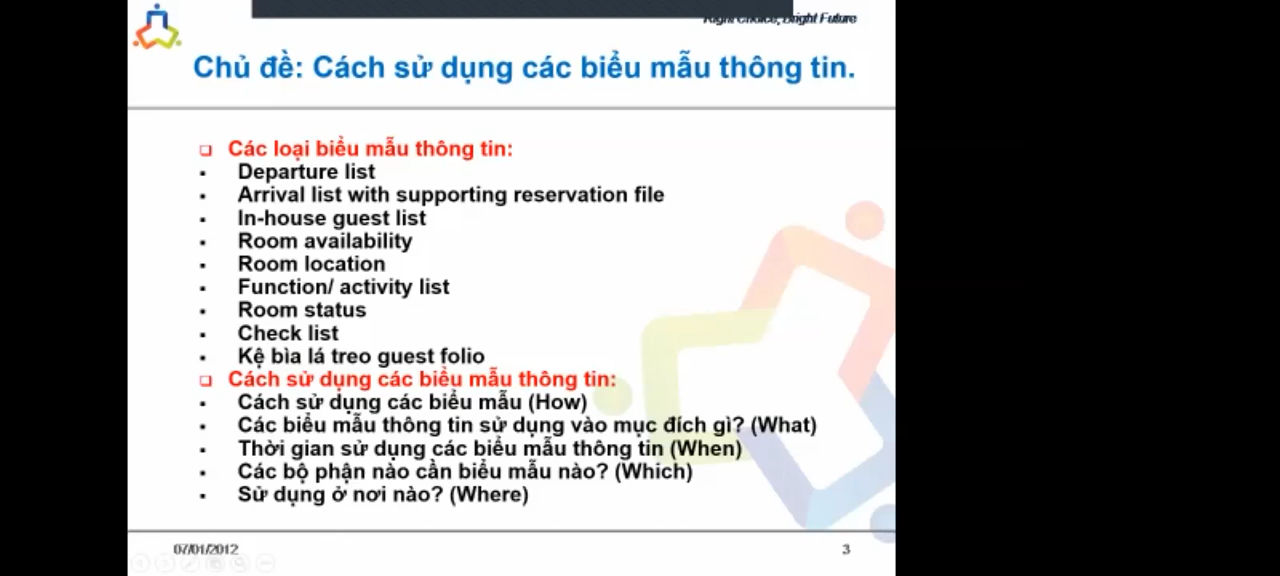 Right Choice, Bright Future
Chủ đề: Cách sử dụng các biểu mẫu thông tin.
Các loại biểu mẫu thông tin:
Departure list
Arrival list with supporting reservation file
In-house guest list
Room availability
Room location
Function/ activity list
Room status
Check list
Kệ bìa lá treo guest folio
Cách sử dụng các biểu mẫu thông tin:
Cách sử dụng các biểu mẫu (How)
Các biểu mẫu thông tin sử dụng vào mục đích gì? (What)
Thời gian sử dụng các biểu mẫu thông tin (When)
Các bộ phận nào cần biểu mẫu nào? (Which)
Sử dụng ở nơi nào? (Where)
07/01/2012
3